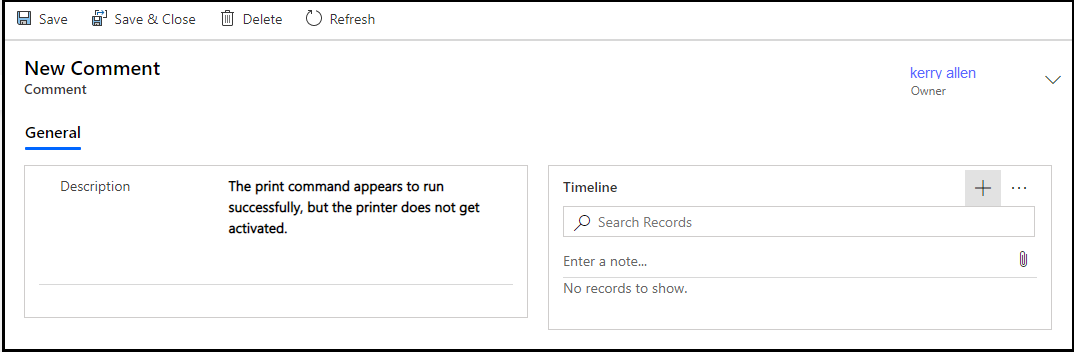 Save Save & Close Delete Refresh
New Comment
Comment
kerry allen
Owner
General
Description
The print command appears to run
successfully, but the printer does not get
activated.
Timeline
Search Records
Enter a note...
No records to show.